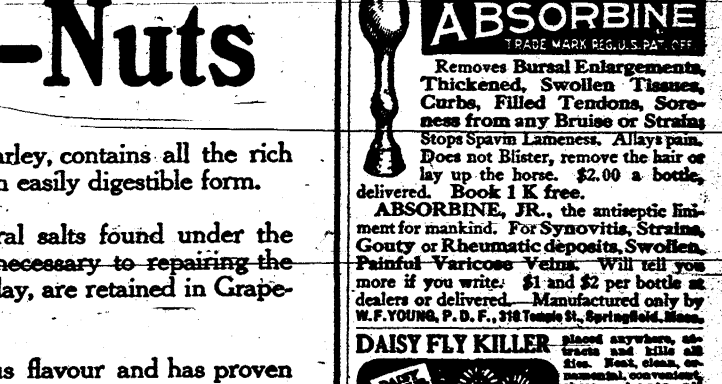 -Nuts
arley, contains all the rich
n easily digestible form.
ral salts found under the
necessary to repairing the
lay, are retained in Grape-
us flavour and has proven
ABSORBINE
TRADE MARK REG. U.S. PAT. OFF.
Removes Bursal Enlargements,
Thickened, Swollen Tissues,
Curbs, Filled Tendons, Sore-
ness from any Bruise or Strain;
Stops Spavin Lameness. Allays pain.
Does not Blister, remove the hair or
lay up the horse. $2.00 a bottle,
delivered. Book 1 K free.
ABSORBINE, JR., the antiseptic lini-
ment for mankind. For Synovitis, Strains,
Gouty or Rheumatic deposits, Swollen,
Painful Varicose Veins. Will tell you
more if you write. $1 and $2 per bottle at
dealers or delivered. Manufactured only by
W. F. YOUNG, P. D. F., 318 Temple St., Springfield, Mass.
DAISY FLY KILLER
placed anywhere, at-
tracts and kills all
flies. Neat, clean, or-
namental, convenient,
DAISY